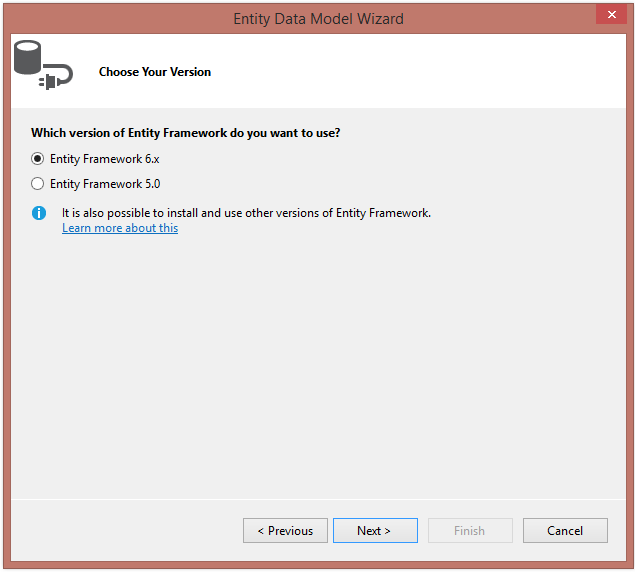 Entity Data Model Wizard
Choose Your Version
Which version of Entity Framework do you want to use?
Entity Framework 6.x
Entity Framework 5.0
It is also possible to install and use other versions of Entity Framework.
Learn more about this
< Previous
Next >
Finish
Cancel